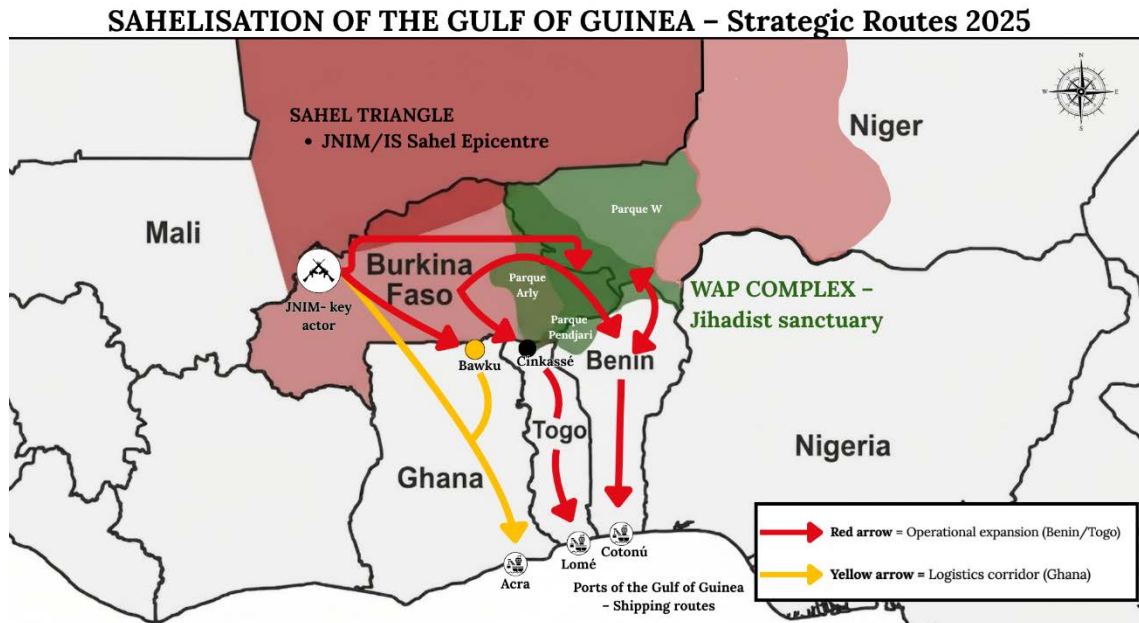 SAHELISATION OF THE GULF OF GUINEA – Strategic Routes 2025
N
W
E
S
SAHEL TRIANGLE
• JNIM/IS Sahel Epicentre
Niger
Mali
Parque W
Burkina
Faso
Parque
Arly
JNIM- key
actor
WAP COMPLEX –
Jihadist sanctuary
Parque
Pendjari
Bawku
Cinkassé
Benin
Togo
Ghana
Nigeria
Acra
Lomé
Cotonú
Ports of the Gulf of Guinea
– Shipping routes
Red arrow = Operational expansion (Benin/Togo)
Yellow arrow = Logistics corridor (Ghana)